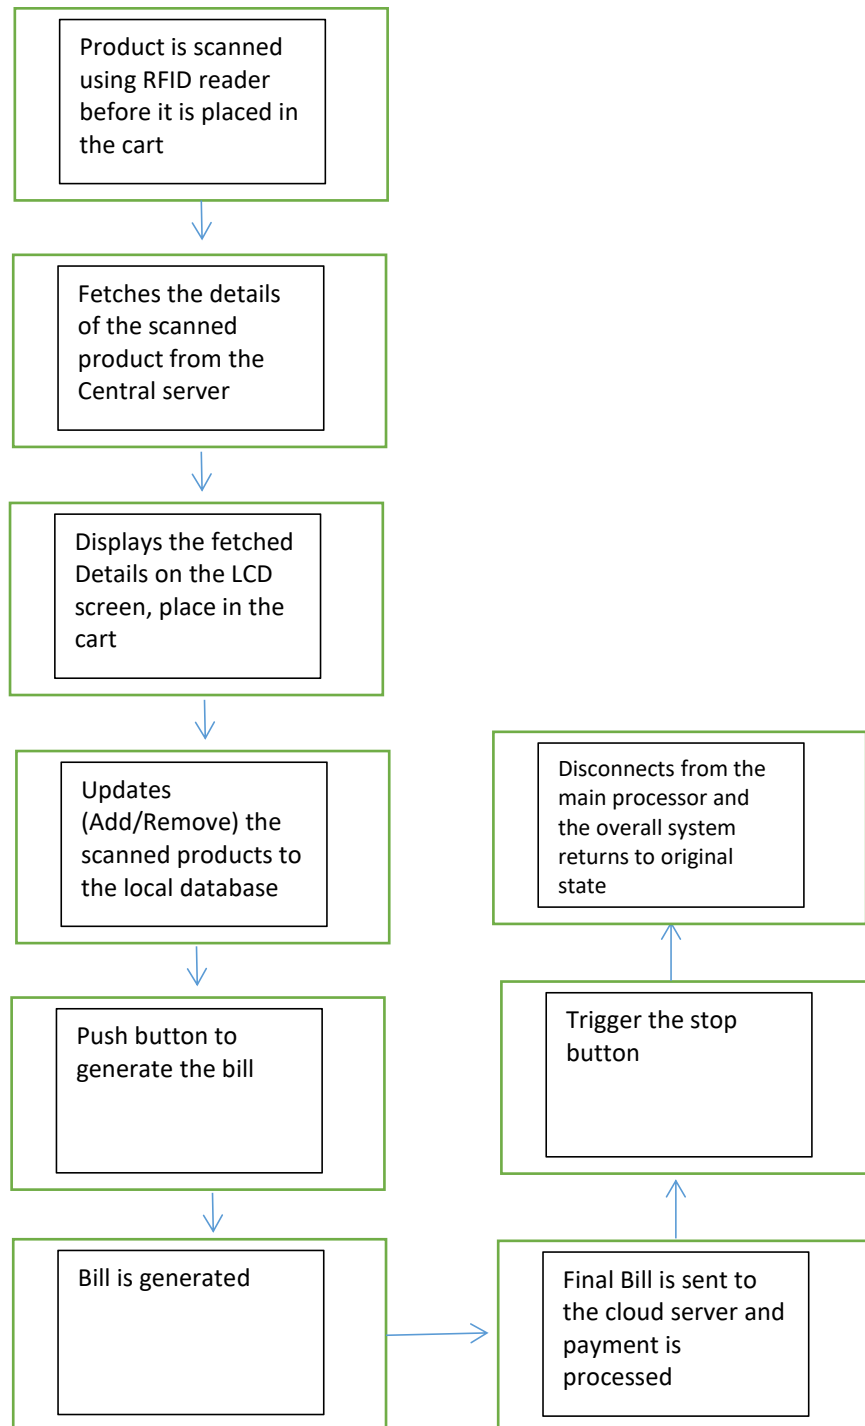 Product is scanned
using RFID reader
before it is placed in
the cart
Fetches the details
of the scanned
product from the
Central server
Displays the fetched
Details on the LCD
screen, place in the
cart
Updates
(Add/Remove) the
scanned products to
the local database
Push button to
generate the bill
Bill is generated
Final Bill is sent to
the cloud server and
payment is
processed
Trigger the stop
button
Disconnects from the
main processor and
the overall system
returns to original
state